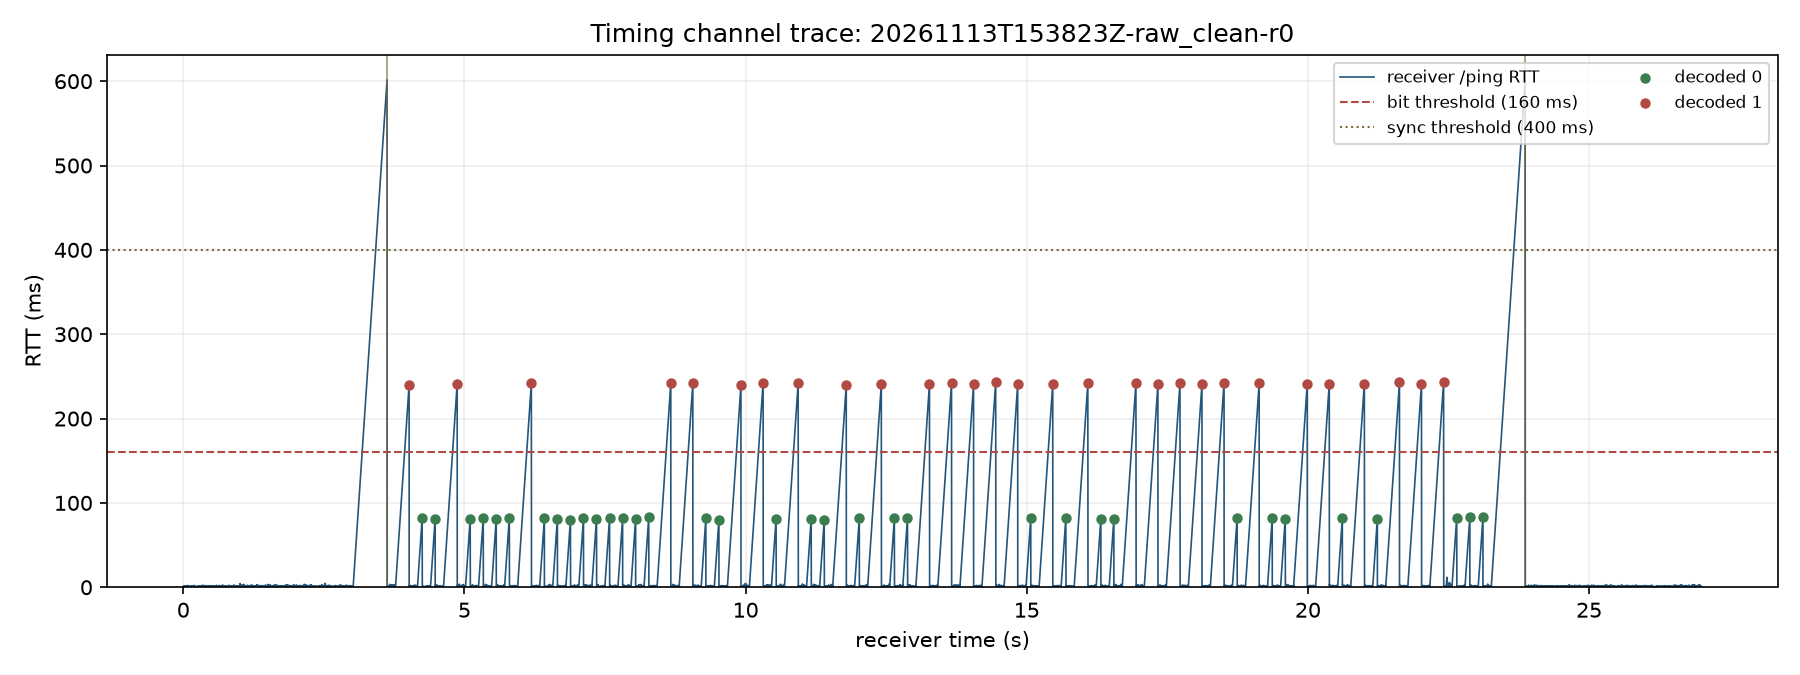 Timing channel trace: 20261113T153823Z-raw_clean-r0
receiver /ping RTT
bit threshold (160 ms)
sync threshold (400 ms)
decoded 0
decoded 1
RTT (ms)
600
500
400
300
200
100
0
0 5 10 15 20 25
receiver time (s)